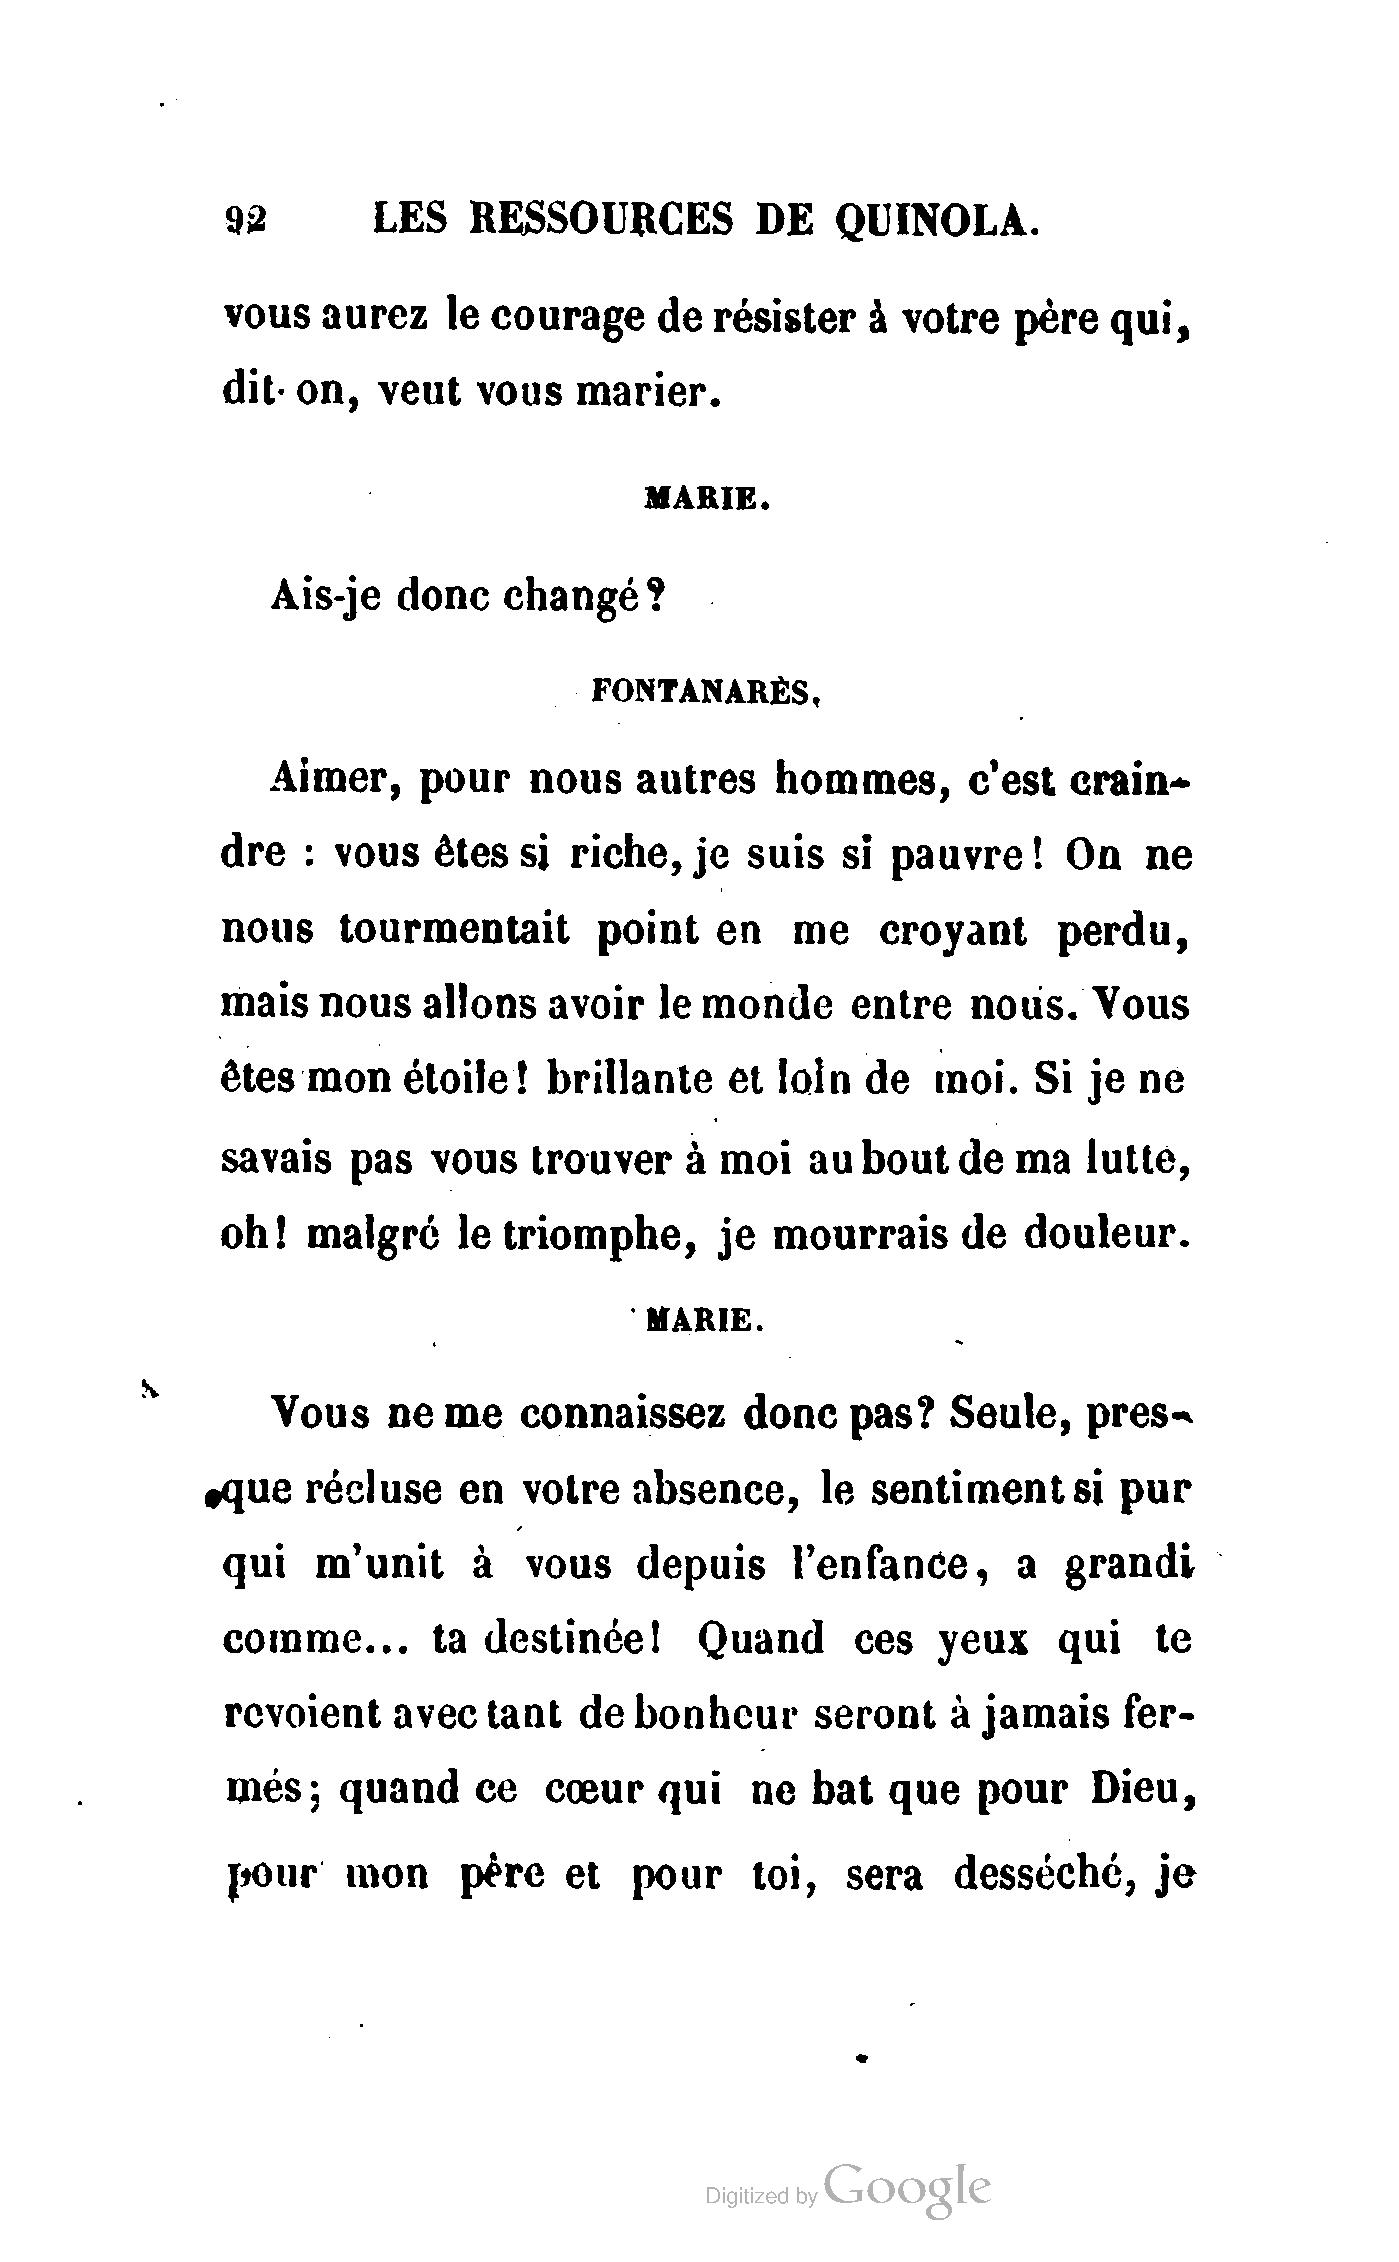 92 LES RESSOURCES DE QUINOLA.
vous aurez le courage de résister à votre père qui,
dit-on, veut vous marier.
MARIE.
Ais-je donc changé?
FONTANARÈS,
Aimer, pour nous autres hommes, c'est crain-
dre : vous êtes si riche, je suis si pauvre! On ne
nous tourmentait point en me croyant perdu,
mais nous allons avoir le monde entre nous. Vous
êtes mon étoile! brillante et loin de moi. Si je ne
savais pas vous trouver à moi au bout de ma lutte,
oh! malgré le triomphe, je mourrais de douleur.
MARIE.
Vous ne me connaissez donc pas? Seule, pres-
que récluse en votre absence, le sentiment si pur
qui m'unit à vous depuis l'enfance, a grandi
comme... ta destinée! Quand ces yeux qui te
revoient avec tant de bonheur seront à jamais fer-
més; quand ce cœur qui ne bat que pour Dieu,
pour mon père et pour toi, sera desséché, je
Digitized by Google